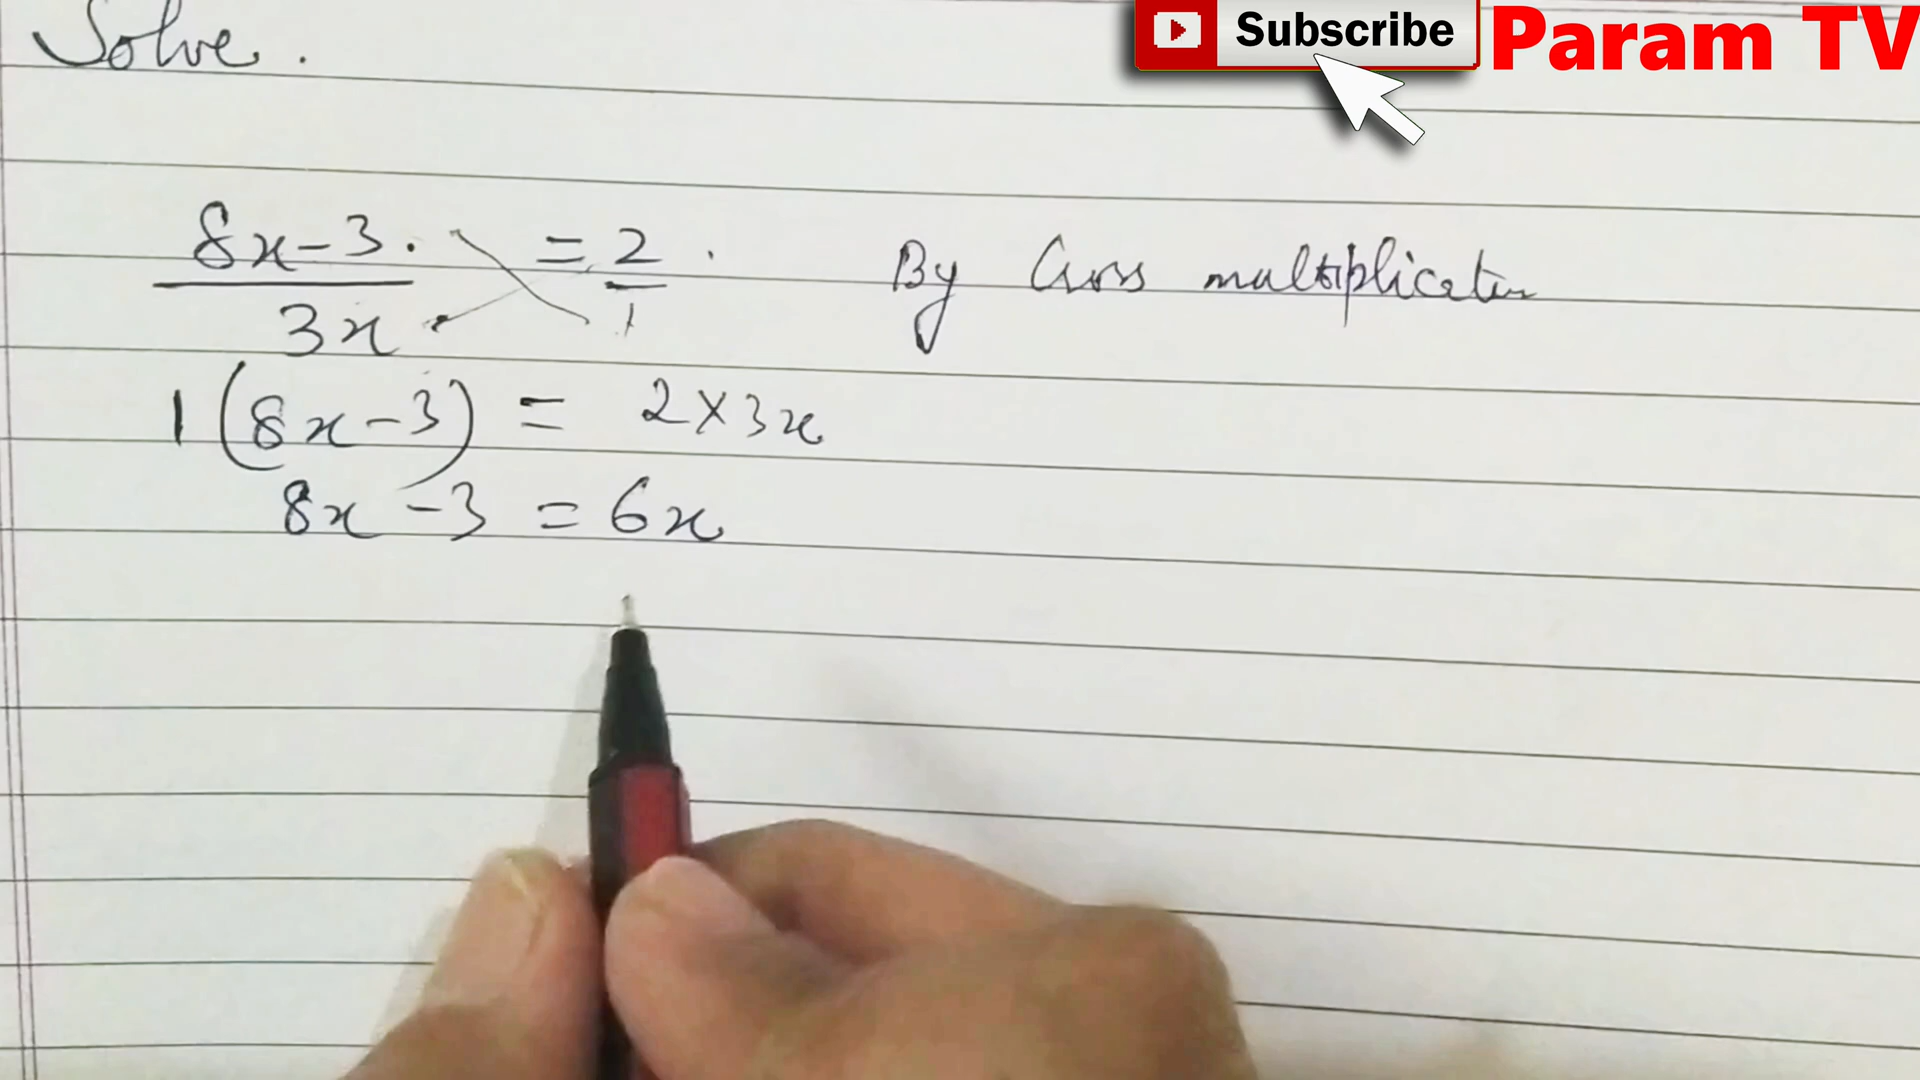 Subscribe Param TV
Solve.
8x-3. = 2.
3x 1
By Cross multiplication
1(8x-3) = 2×3x
8x-3 = 6x